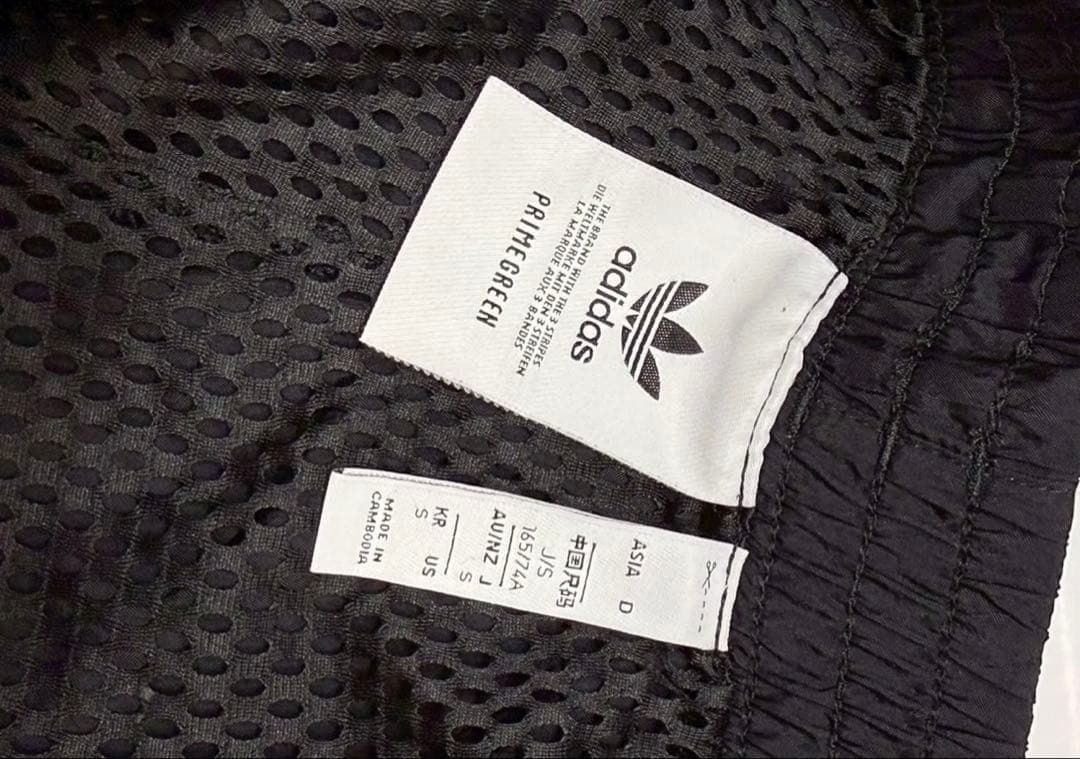 adidas
THE BRAND WITH THE 3 STRIPES
DIE WELTMARKE MIT DEN 3 STREIFEN
LA MARQUE AUX 3 BANDES
PRIMEGREEN
ASIA D
中国尺码
J/S
165/74A
AU/NZ J
S
KR US
S
MADE IN
CAMBODIA